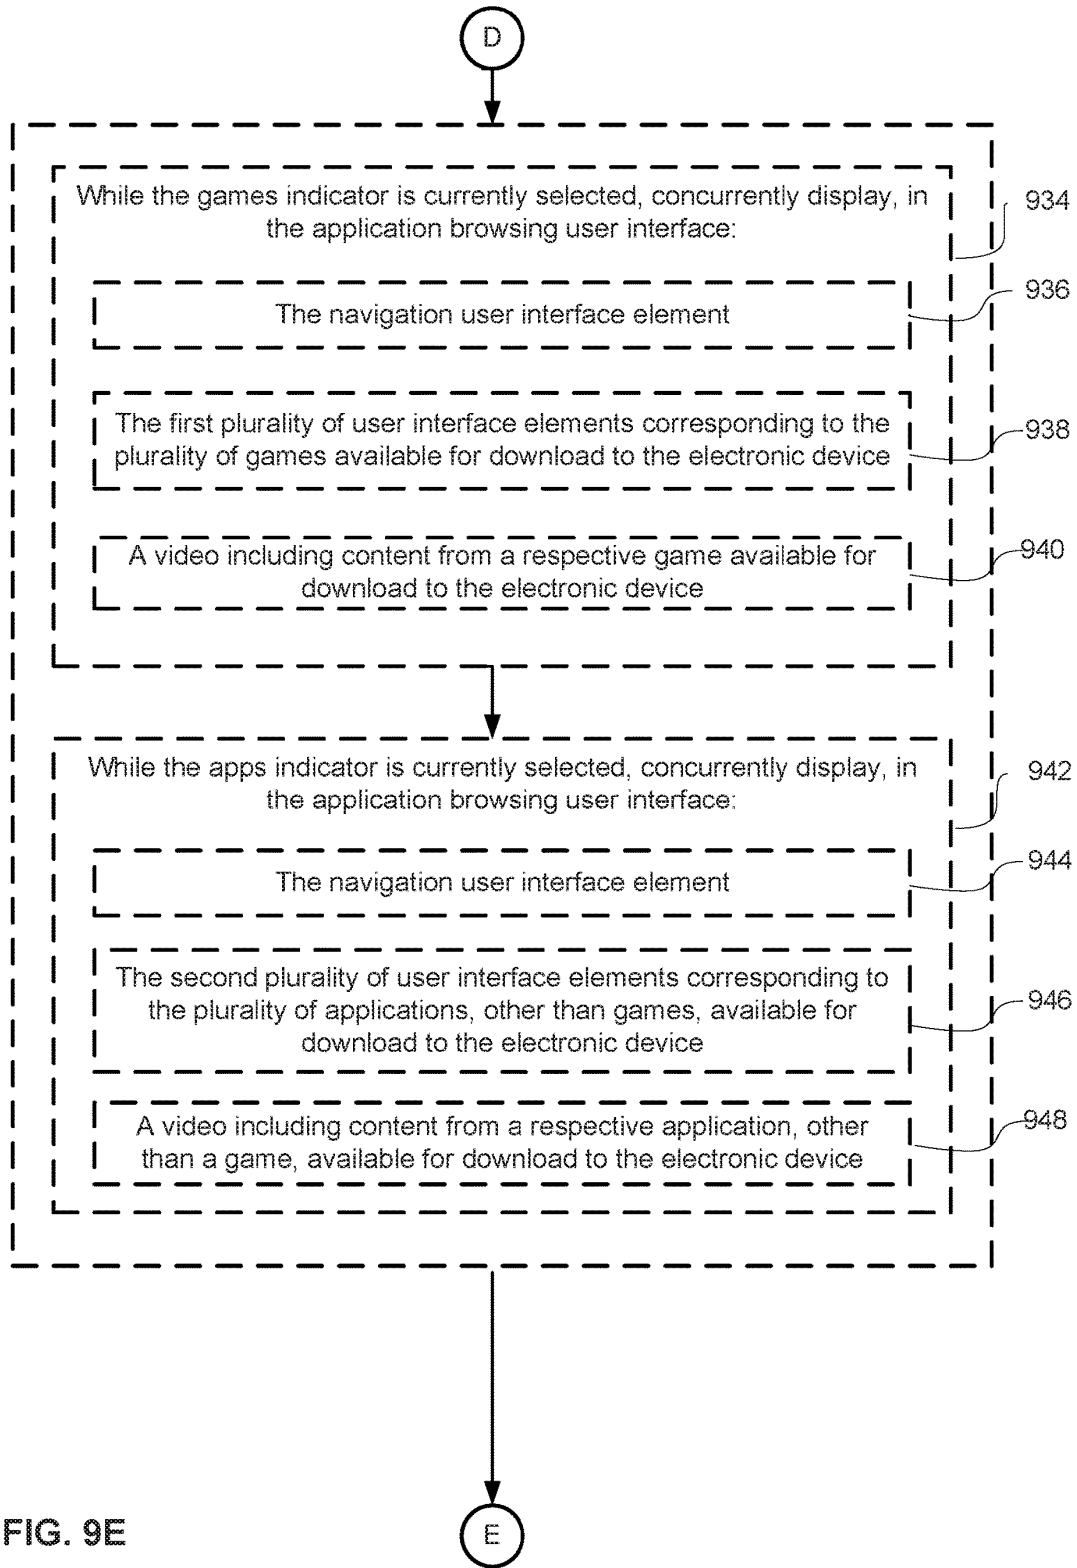 D
While the games indicator is currently selected, concurrently display, in
the application browsing user interface:
934
The navigation user interface element
936
The first plurality of user interface elements corresponding to the
plurality of games available for download to the electronic device
938
A video including content from a respective game available for
download to the electronic device
940
While the apps indicator is currently selected, concurrently display, in
the application browsing user interface:
942
The navigation user interface element
944
The second plurality of user interface elements corresponding to
the plurality of applications, other than games, available for
download to the electronic device
946
A video including content from a respective application, other
than a game, available for download to the electronic device
948
FIG. 9E
E